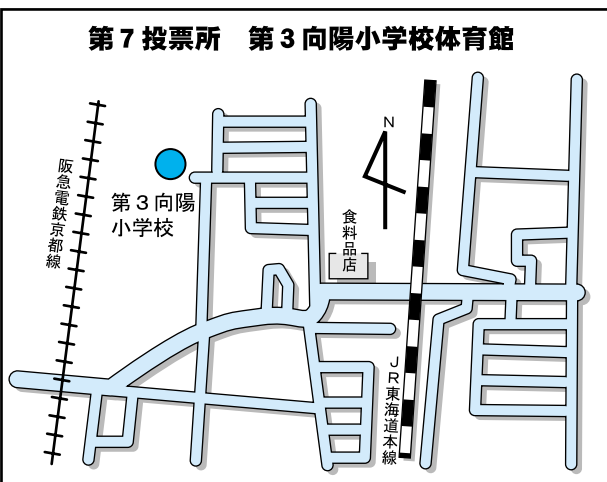 第７投票所　第３向陽小学校体育館
N
阪急電鉄京都線
第３向陽
小学校
食料品店
JR東海道本線